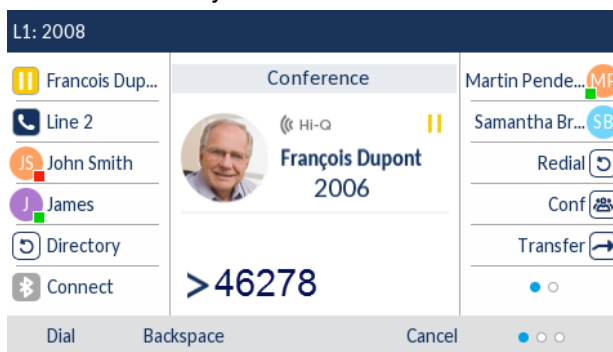 L1: 2008
Francois Dup...
Line 2
JS John Smith
J James
Directory
Connect
Conference
Hi-Q
François Dupont
2006
>46278
Martin Pende... MP
Samantha Br... SB
Redial
Conf
Transfer
Dial Backspace Cancel